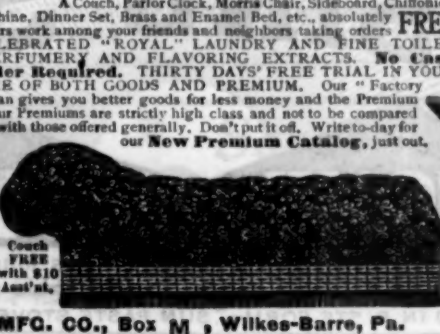 A Couch, Parlor Clock, Morris Chair, Sideboard, Chiffoni
hine, Dinner Set, Brass and Enamel Bed, etc., absolutely FREE
rs work among your friends and neighbors taking orders
LEBRATED "ROYAL" LAUNDRY AND FINE TOILE
RFUMERY AND FLAVORING EXTRACTS. No Cas
der Required. THIRTY DAYS' FREE TRIAL IN YOU
E OF BOTH GOODS AND PREMIUM. Our "Factory
an gives you better goods for less money and the Premium
ur Premiums are strictly high class and not to be compared
with those offered generally. Don't put it off. Write to-day for
our New Premium Catalog, just out.
Couch
FREE
with $10
Asst'nt.
MFG. CO., Box M , Wilkes-Barre, Pa.